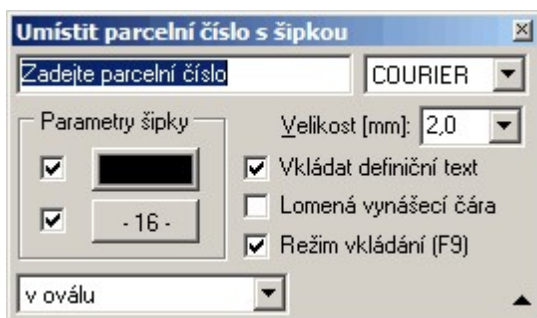 Umístit parcelní číslo s šipkou
Zadejte parcelní číslo COURIER
Parametry šipky
Velikost [mm]: 2,0
Vkládat definiční text
- 16 -
Lomená vynášecí čára
Režim vkládání (F9)
v oválu